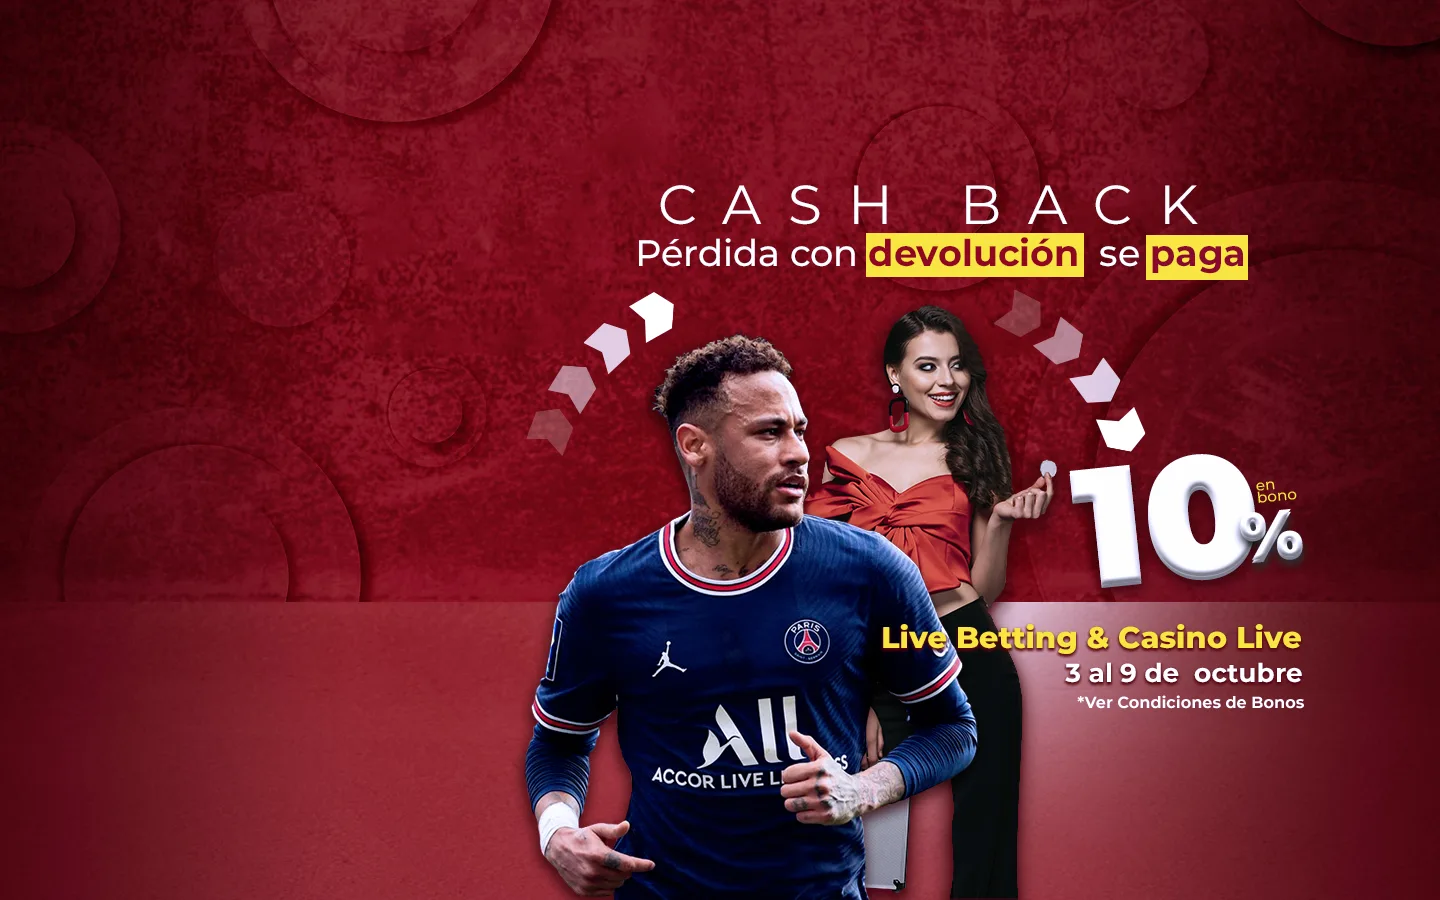 CASH BACK
Pérdida con devolución se paga
10%
en
bono
PARIS
Live Betting & Casino Live
3 al 9 de octubre
*Ver Condiciones de Bonos
ALL
ACCOR LIVE